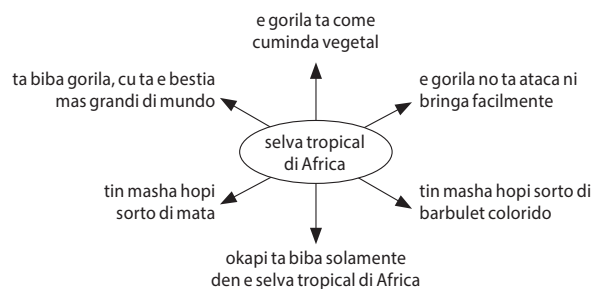 e gorila ta come
cuminda vegetal
ta biba gorila, cu ta e bestia
mas grandi di mundo
e gorila no ta ataca ni
bringa facilmente
selva tropical
di Africa
tin masha hopi
sorto di mata
tin masha hopi sorto di
barbulet colorido
okapi ta biba solamente
den e selva tropical di Africa